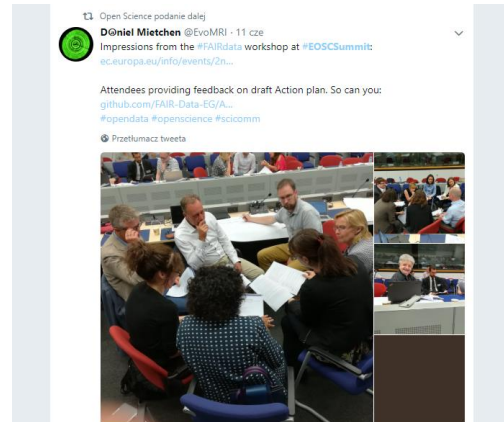 Open Science podanie dalej
D@niel Mietchen @EvoMRI · 11 cze
Impressions from the #FAIRdata workshop at #EOSCSummit:
ec.europa.eu/info/events/2n...
Attendees providing feedback on draft Action plan. So can you:
github.com/FAIR-Data-EG/A...
#opendata #openscience #scicomm
Przetłumacz tweeta